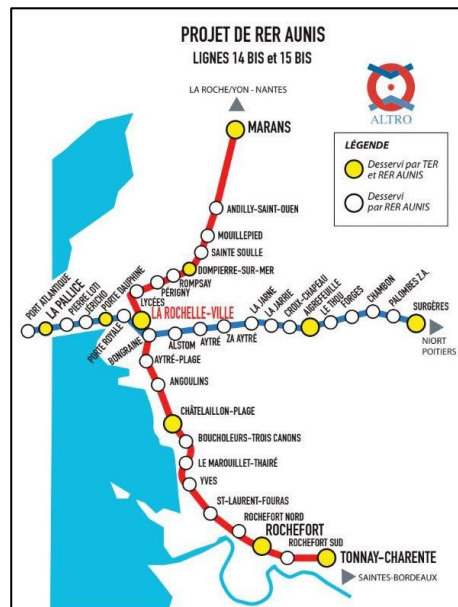 PROJET DE RER AUNIS
LIGNES 14 BIS et 15 BIS
ALTRO
LA ROCHE/YON - NANTES
MARANS
LÉGENDE
Desservi par TER
et RER AUNIS
Desservi
par RER AUNIS
ANDILLY-SAINT-OUEN
MOUILLEPIED
SAINTE SOULLE
DOMPIERRE-SUR-MER
ROMPSAY
PÉRIGNY
LYCÉES
PORT ATLANTIQUE
LA PALLICE
PIERRE LOTI
JÉRICHO
PORTE DAUPHINE
LA ROCHELLE-VILLE
PORTE ROYALE
BONGRAINE
ALSTOM
AYTRÉ
ZA AYTRÉ
LA JANNE
LA JARRIE
CROIX-CHAPEAU
AIGREFEUILLE
LE THOU
FORGES
CHAMBON
PALOMBES Z.A.
SURGÈRES
NIORT
POITIERS
AYTRÉ-PLAGE
ANGOULINS
CHÂTELAILLON-PLAGE
BOUCHOLEURS-TROIS CANONS
LE MAROUILLET-THAIRÉ
YVES
ST-LAURENT-FOURAS
ROCHEFORT NORD
ROCHEFORT
ROCHEFORT SUD
TONNAY-CHARENTE
SAINTES-BORDEAUX